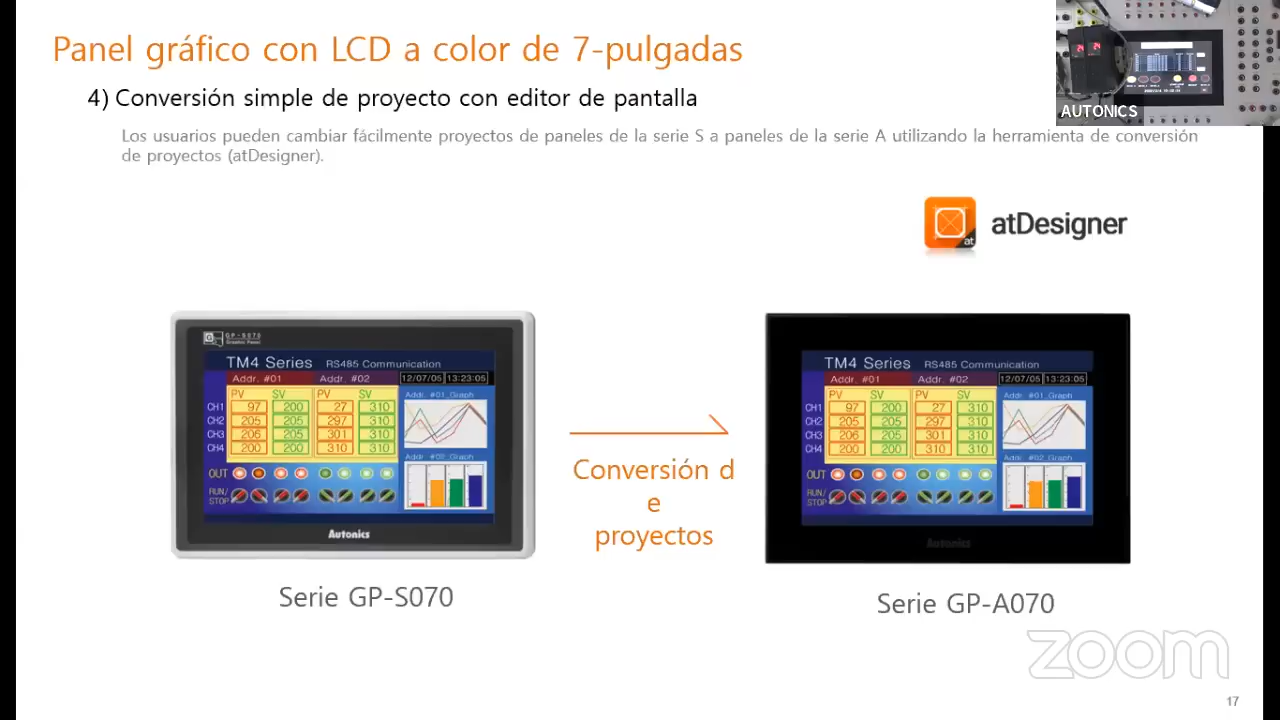 Panel gráfico con LCD a color de 7-pulgadas
4) Conversión simple de proyecto con editor de pantalla
Los usuarios pueden cambiar fácilmente proyectos de paneles de la serie S a paneles de la serie A utilizando la herramienta de conversión
de proyectos (atDesigner).
AUTONICS
at
atDesigner
GP-S070
Graphic Panel
TM4 Series RS485 Communication
Addr. #01 Addr. #02 12/07/05 13:23:05
PV SV PV SV Addr. #01_Graph
CH1 97 200 27 310
CH2 205 205 297 310
CH3 206 205 301 310
CH4 200 200 310 310
Addr. #02_Graph
OUT
RUN/
STOP
Autonics
Serie GP-S070
Conversión d
e
proyectos
TM4 Series RS485 Communication
Addr. #01 Addr. #02 12/07/05 13:23:05
PV SV PV SV Addr. #01_Graph
CH1 97 200 27 310
CH2 205 205 297 310
CH3 206 205 301 310
CH4 200 200 310 310
Addr. #02_Graph
OUT
RUN/
STOP
Autonics
Serie GP-A070
zoom
17